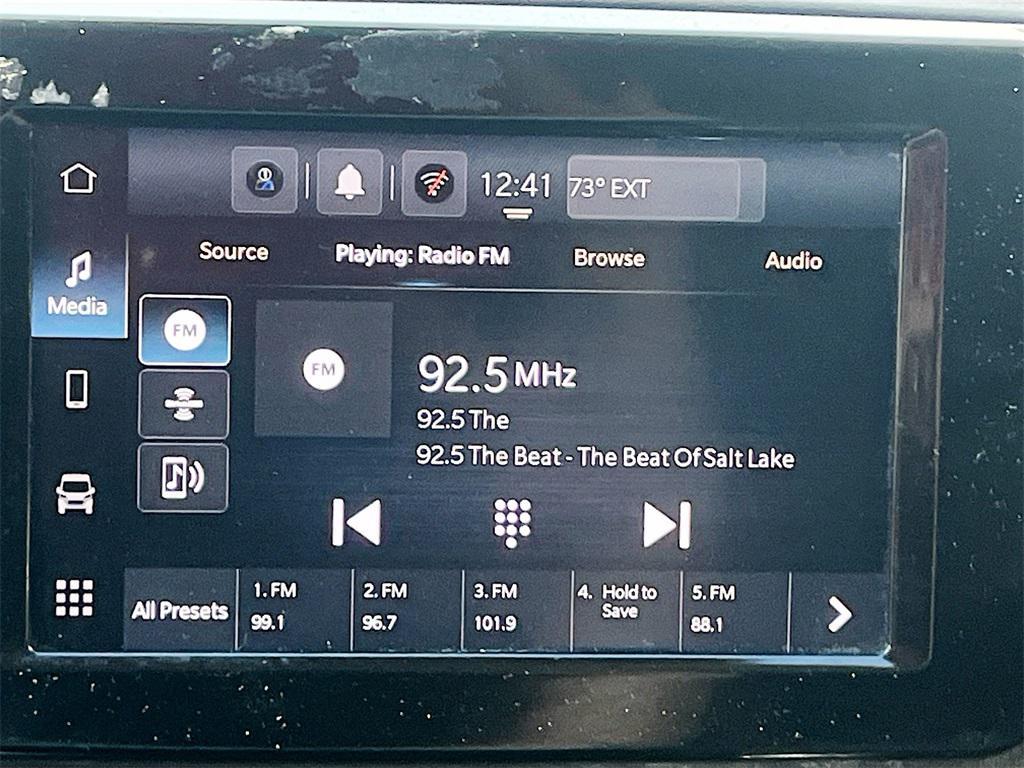 12:41 73° EXT
Source Playing: Radio FM Browse Audio
Media
FM
FM
92.5 MHz
92.5 The
92.5 The Beat - The Beat Of Salt Lake
All Presets
1. FM
99.1
2. FM
96.7
3. FM
101.9
4. Hold to
Save
5. FM
88.1